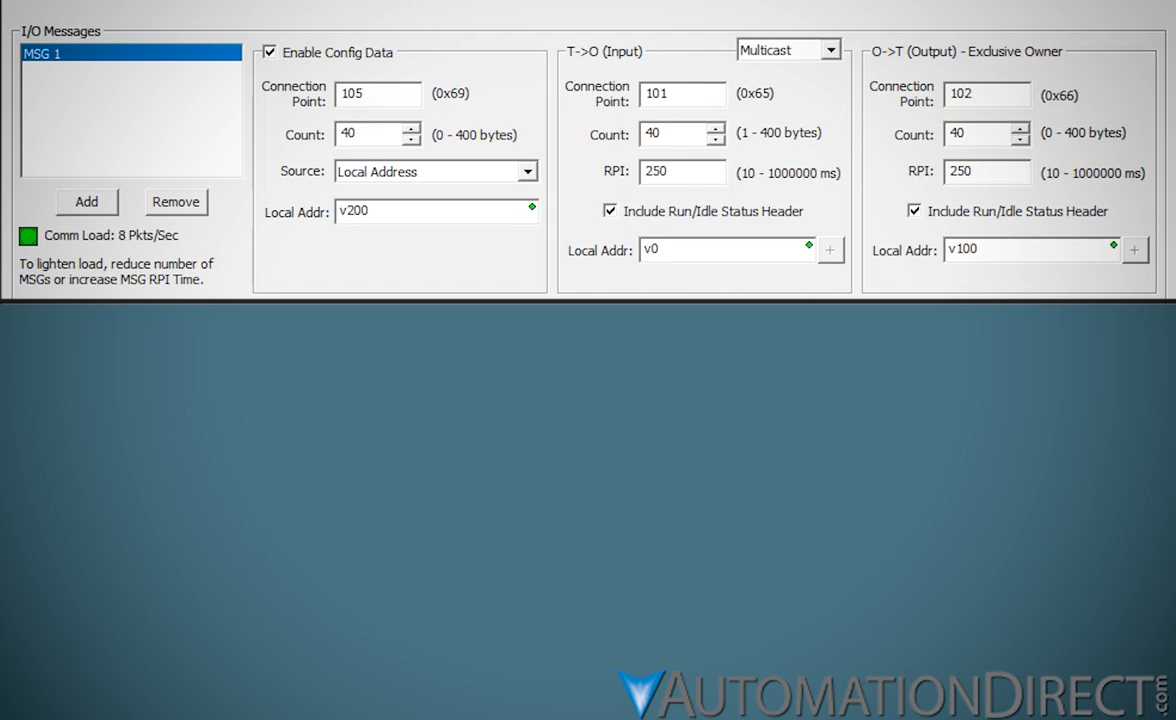 I/O Messages
MSG 1
Add
Remove
Comm Load: 8 Pkts/Sec
To lighten load, reduce number of
MSGs or increase MSG RPI Time.
Enable Config Data
Connection
Point:
105
(0x69)
Count:
40
(0 - 400 bytes)
Source:
Local Address
Local Addr:
v200
T->O (Input)
Multicast
Connection
Point:
101
(0x65)
Count:
40
(1 - 400 bytes)
RPI:
250
(10 - 1000000 ms)
Include Run/Idle Status Header
Local Addr:
v0
+
O->T (Output) - Exclusive Owner
Connection
Point:
102
(0x66)
Count:
40
(0 - 400 bytes)
RPI:
250
(10 - 1000000 ms)
Include Run/Idle Status Header
Local Addr:
v100
+
AUTOMATIONDIRECT.com